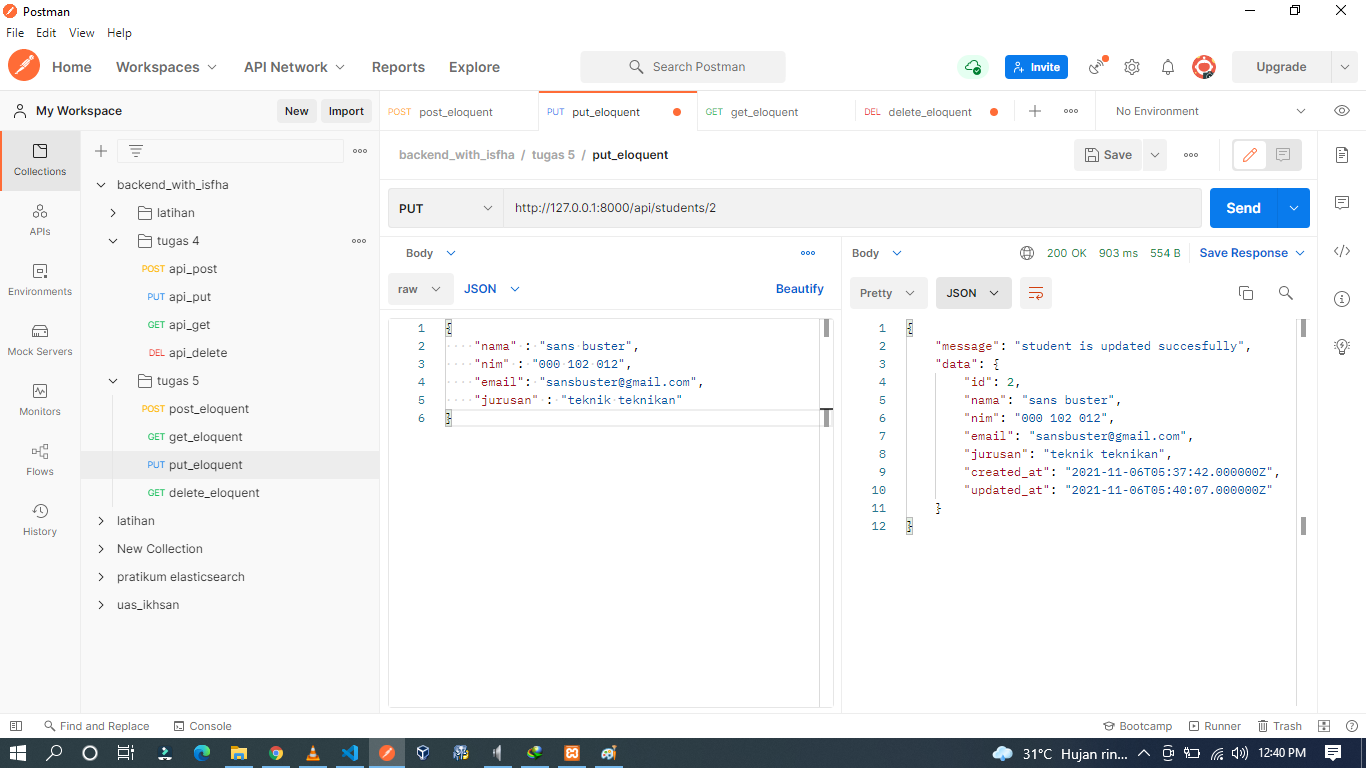 Postman
File Edit View Help
Home Workspaces API Network Reports Explore Search Postman Invite Upgrade
My Workspace New Import
POST post_eloquent PUT put_eloquent GET get_eloquent DEL delete_eloquent No Environment
Collections
APIs
Environments
Mock Servers
Monitors
Flows
History
backend_with_isfha
latihan
tugas 4
POST api_post
PUT api_put
GET api_get
DEL api_delete
tugas 5
POST post_eloquent
GET get_eloquent
PUT put_eloquent
GET delete_eloquent
latihan
New Collection
pratikum elasticsearch
uas_ikhsan
backend_with_isfha / tugas 5 / put_eloquent Save
PUT http://127.0.0.1:8000/api/students/2 Send
Body
raw JSON Beautify
1 {
2 "nama" : "sans buster",
3 "nim" : "000 102 012",
4 "email": "sansbuster@gmail.com",
5 "jurusan" : "teknik teknikan"
6 }
Body 200 OK 903 ms 554 B Save Response
Pretty JSON
1 {
2 "message": "student is updated succesfully",
3 "data": {
4 "id": 2,
5 "nama": "sans buster",
6 "nim": "000 102 012",
7 "email": "sansbuster@gmail.com",
8 "jurusan": "teknik teknikan",
9 "created_at": "2021-11-06T05:37:42.000000Z",
10 "updated_at": "2021-11-06T05:40:07.000000Z"
11 }
12 }
Find and Replace Console Bootcamp Runner Trash
31°C Hujan rin... 12:40 PM